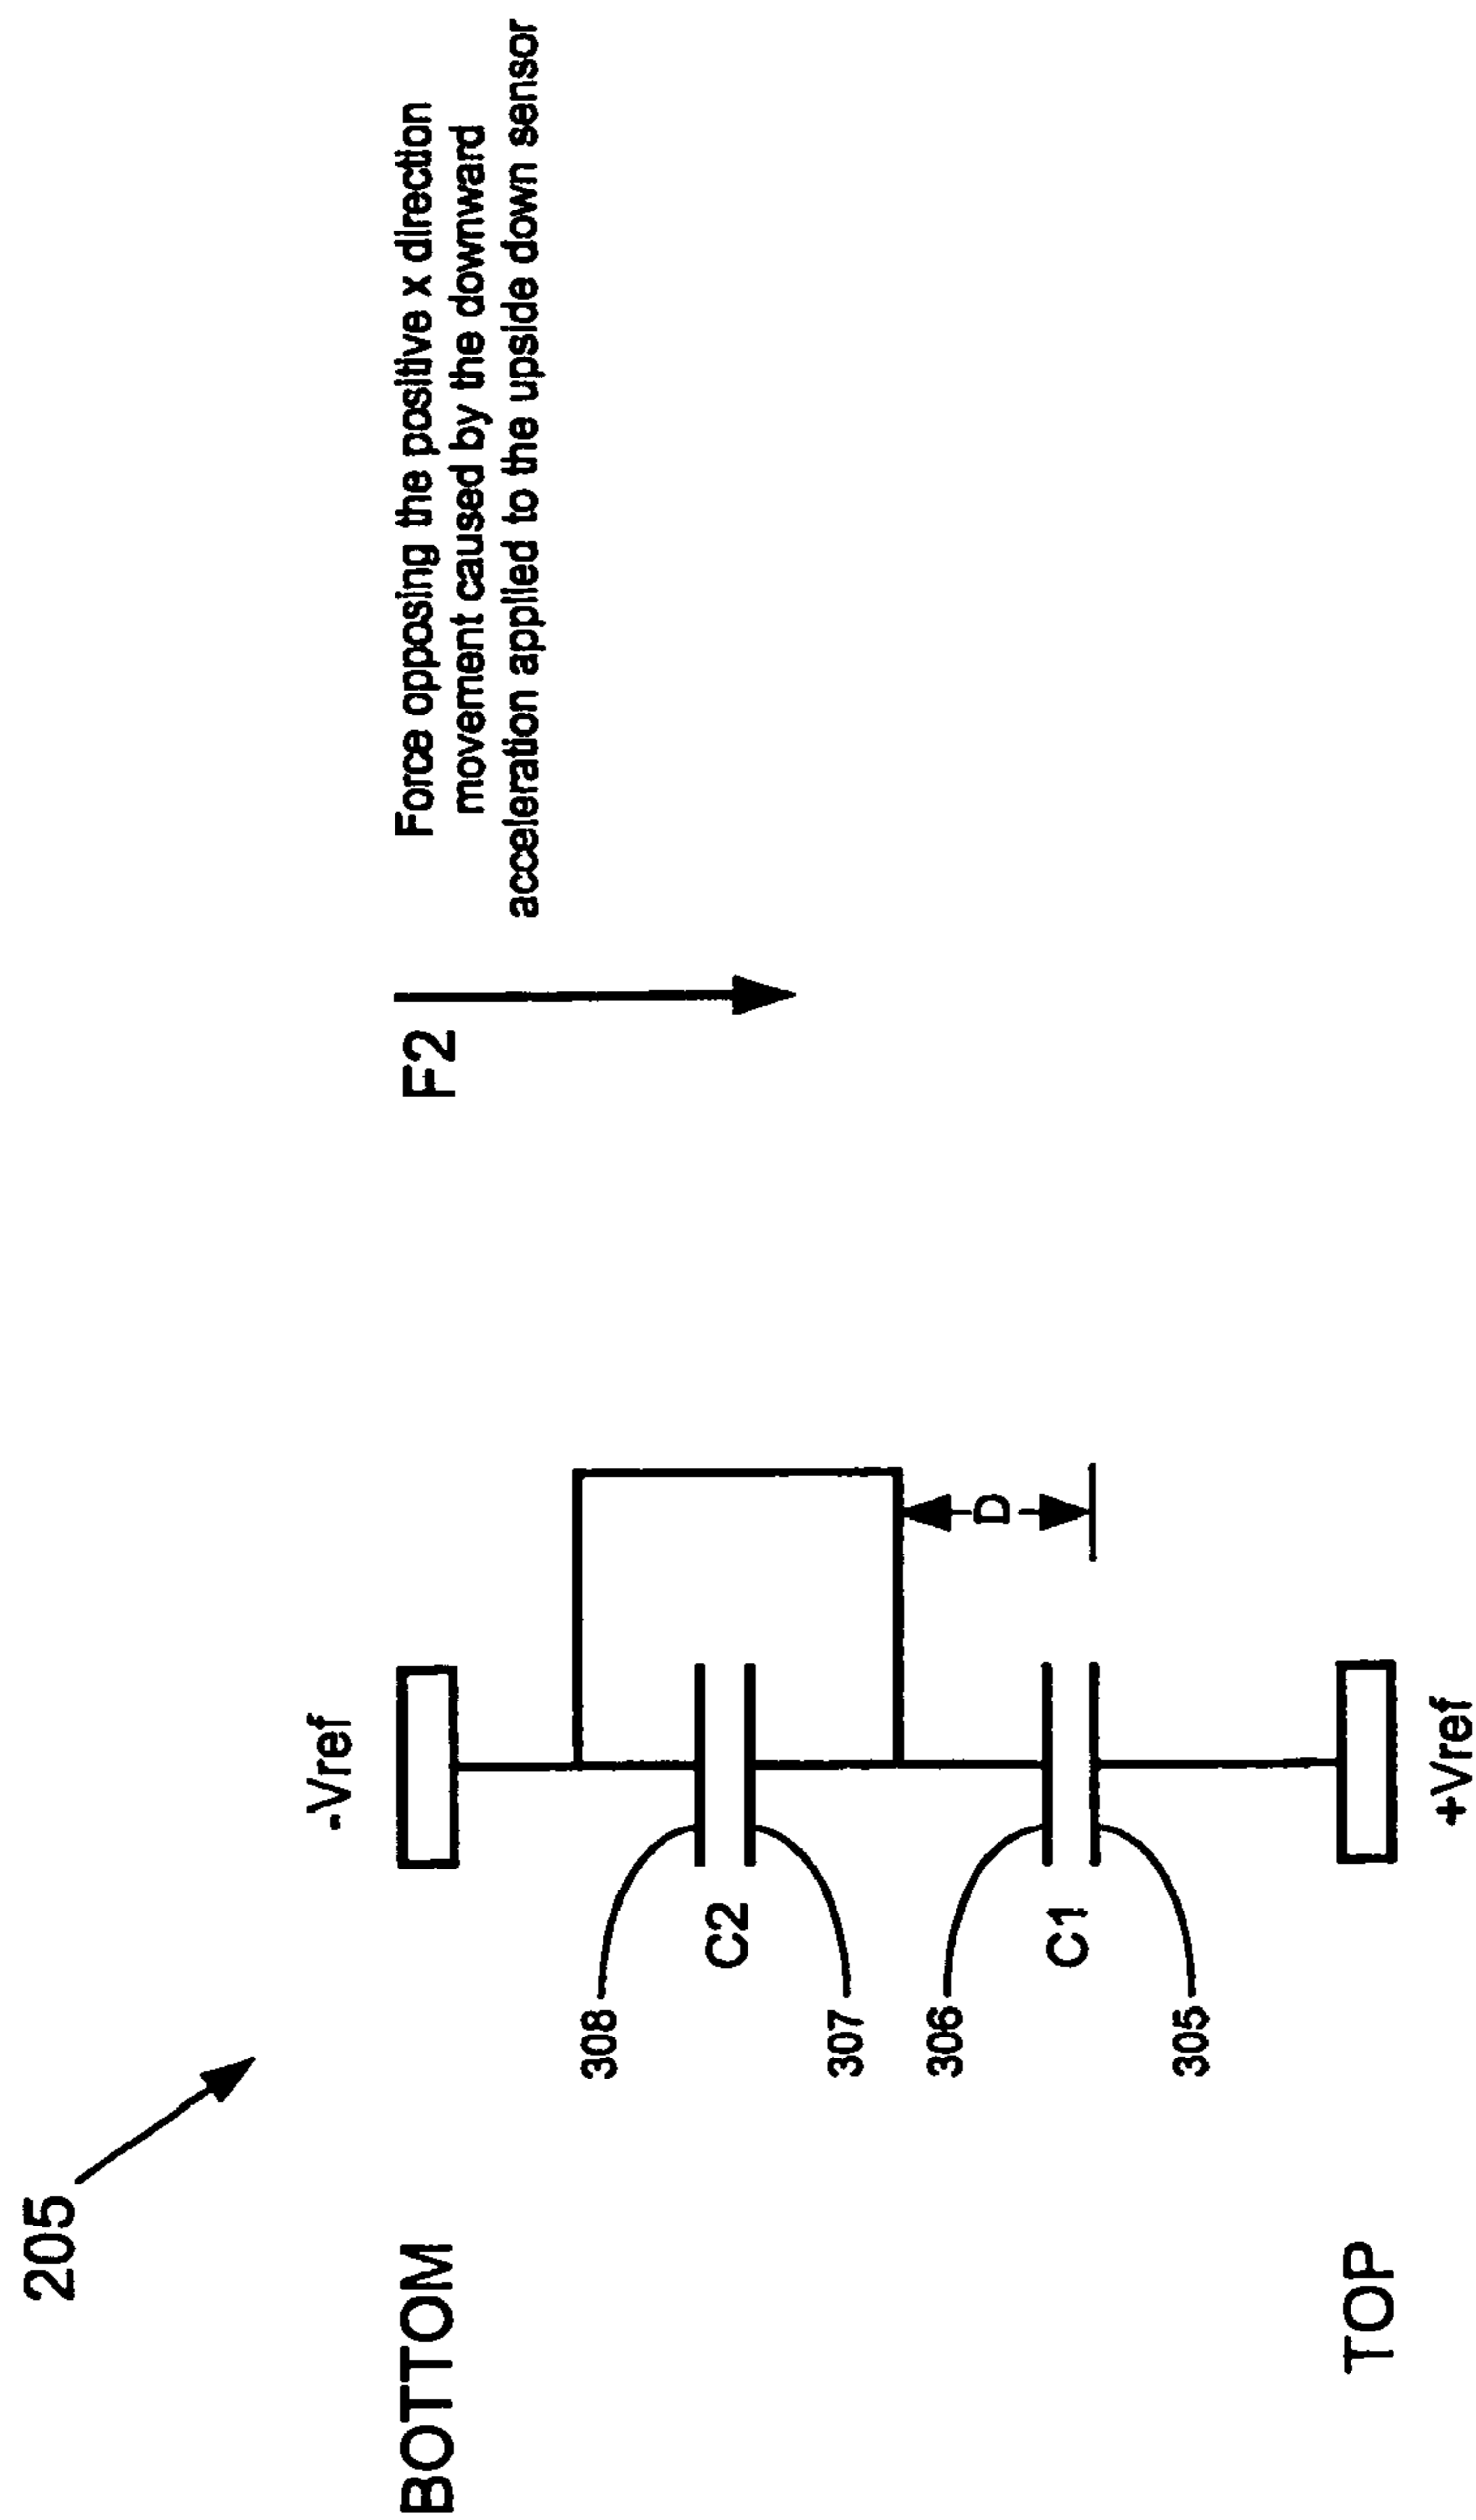 205
BOTTOM
-Vref
308
C2
307
306
C1
305
D
+Vref
TOP
F2
Force opposing the positive x direction
movement caused by the downward
acceleration applied to the upside down sensor